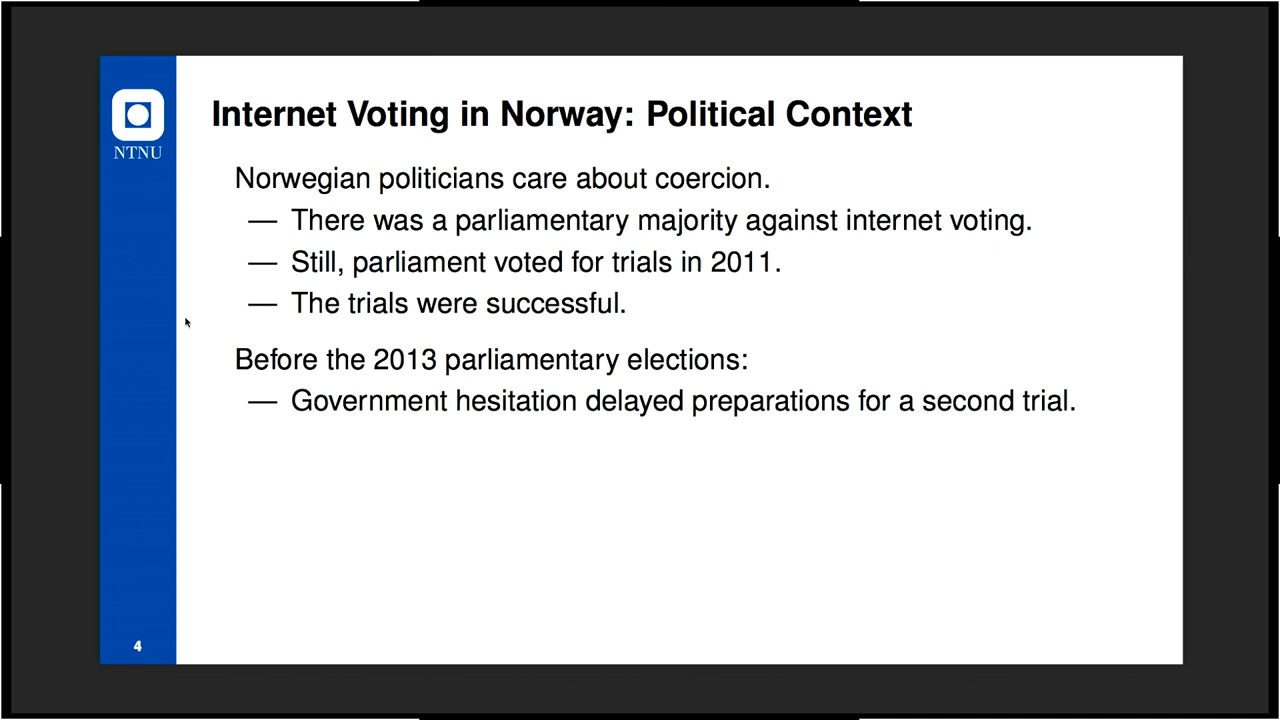 Internet Voting in Norway: Political Context
NTNU
Norwegian politicians care about coercion.
— There was a parliamentary majority against internet voting.
— Still, parliament voted for trials in 2011.
— The trials were successful.
Before the 2013 parliamentary elections:
— Government hesitation delayed preparations for a second trial.
4